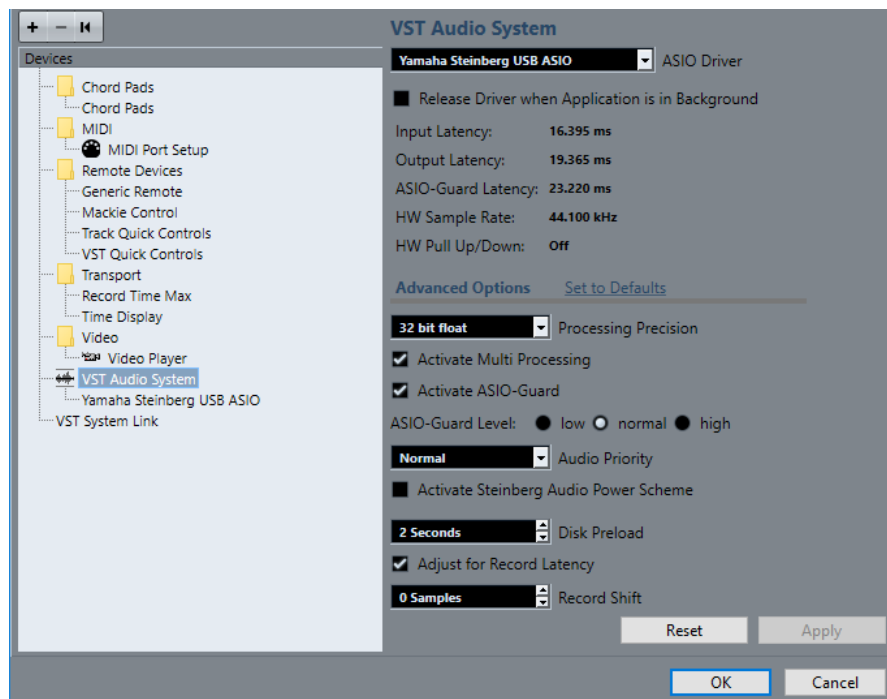 Devices
Chord Pads
Chord Pads
MIDI
MIDI Port Setup
Remote Devices
Generic Remote
Mackie Control
Track Quick Controls
VST Quick Controls
Transport
Record Time Max
Time Display
Video
Video Player
VST Audio System
Yamaha Steinberg USB ASIO
VST System Link
VST Audio System
Yamaha Steinberg USB ASIO ASIO Driver
Release Driver when Application is in Background
Input Latency: 16.395 ms
Output Latency: 19.365 ms
ASIO-Guard Latency: 23.220 ms
HW Sample Rate: 44.100 kHz
HW Pull Up/Down: Off
Advanced Options Set to Defaults
32 bit float Processing Precision
Activate Multi Processing
Activate ASIO-Guard
ASIO-Guard Level: low normal high
Normal Audio Priority
Activate Steinberg Audio Power Scheme
2 Seconds Disk Preload
Adjust for Record Latency
0 Samples Record Shift
Reset Apply
OK Cancel